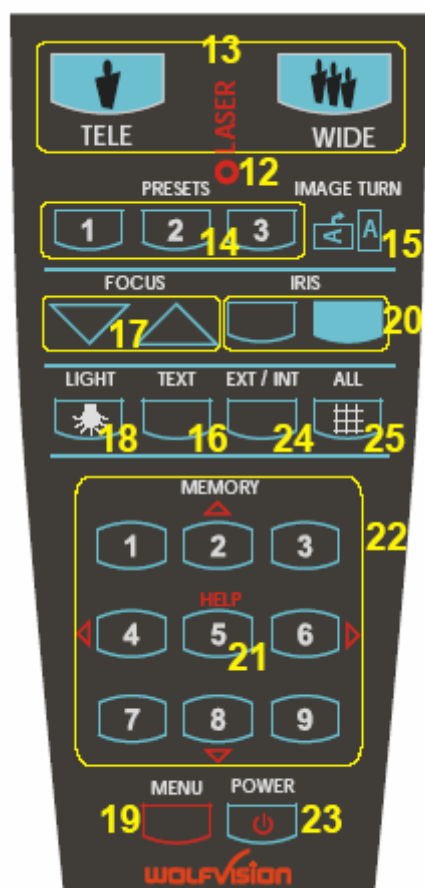 13
LASER
TELE WIDE
12
PRESETS IMAGE TURN
1 2 14 3 A A 15
FOCUS IRIS
17 20
LIGHT TEXT EXT / INT ALL
18 16 24 25
MEMORY
1 2 3 22
HELP
4 5 6
21
7 8 9
MENU POWER
19 23
WOLFVision